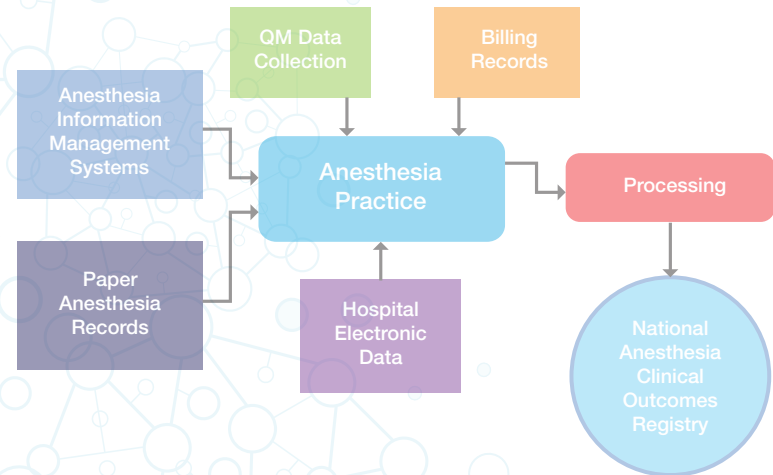 QM Data
Collection
Billing
Records
Anesthesia
Information
Management
Systems
Anesthesia
Practice
Processing
Paper
Anesthesia
Records
Hospital
Electronic
Data
National
Anesthesia
Clinical
Outcomes
Registry